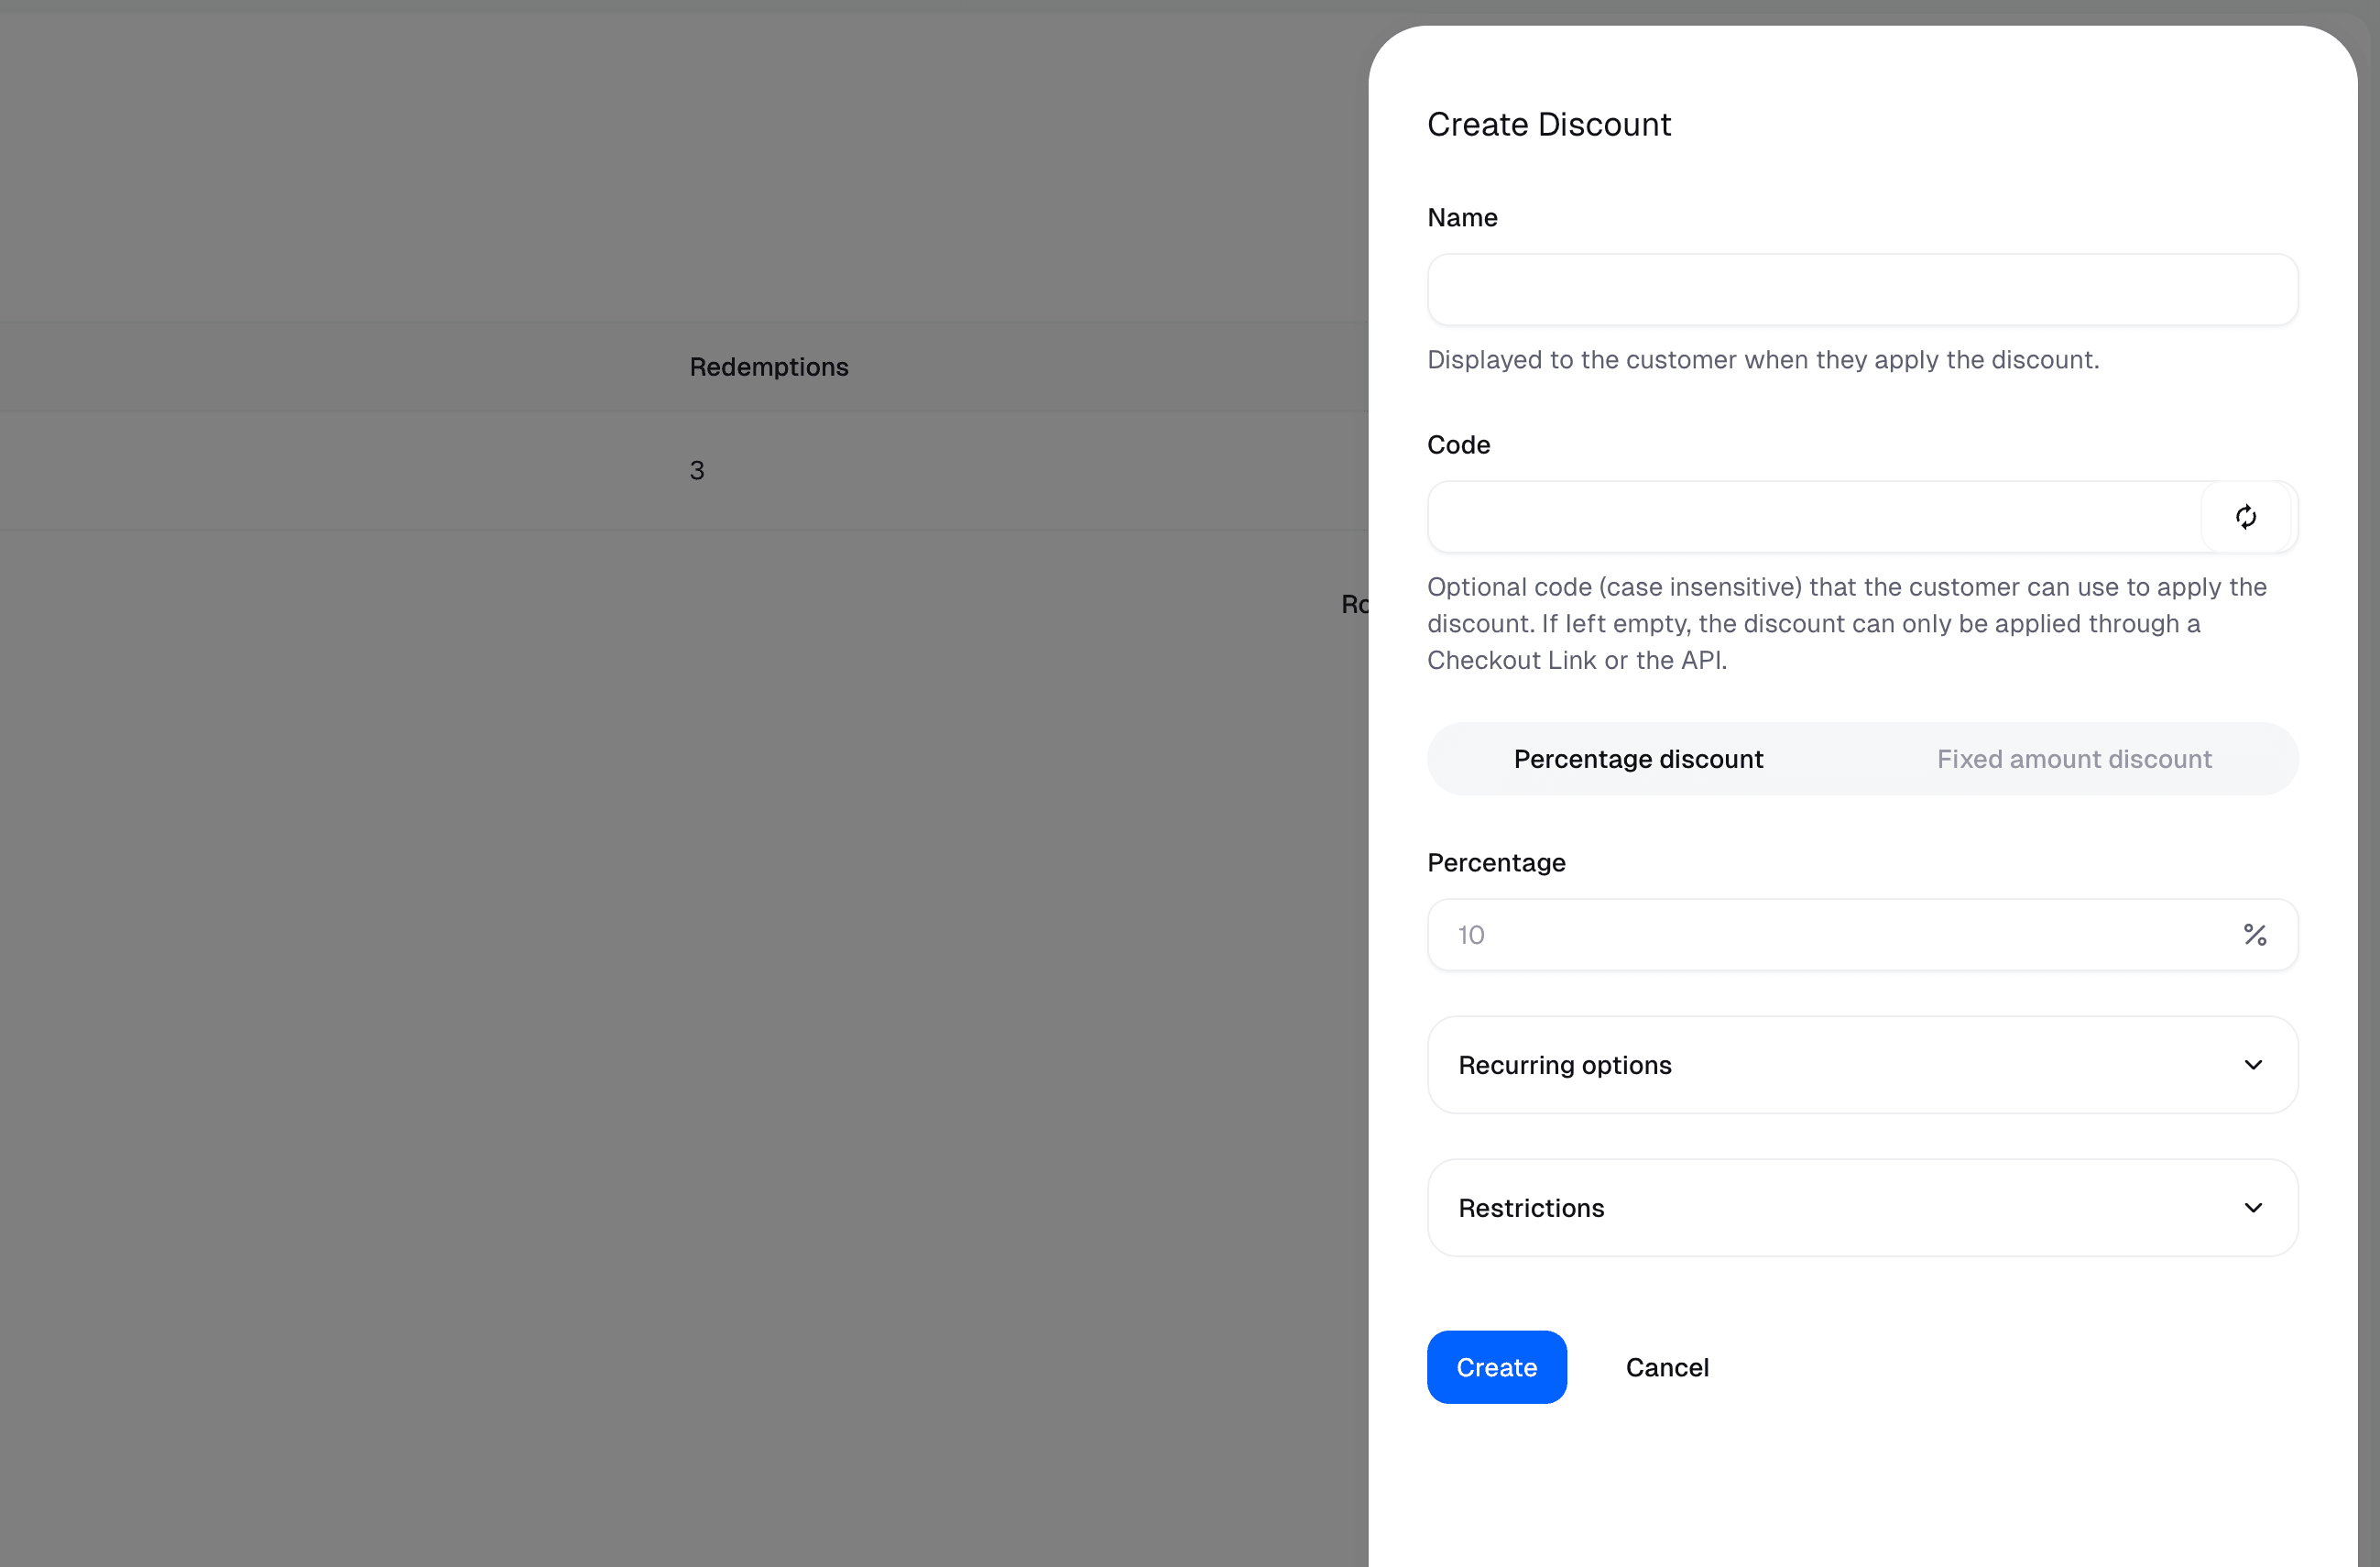 Redemptions
3
Create Discount
Name
Displayed to the customer when they apply the discount.
Code
Optional code (case insensitive) that the customer can use to apply the
discount. If left empty, the discount can only be applied through a
Checkout Link or the API.
Percentage discount
Fixed amount discount
Percentage
10
%
Recurring options
Restrictions
Create
Cancel